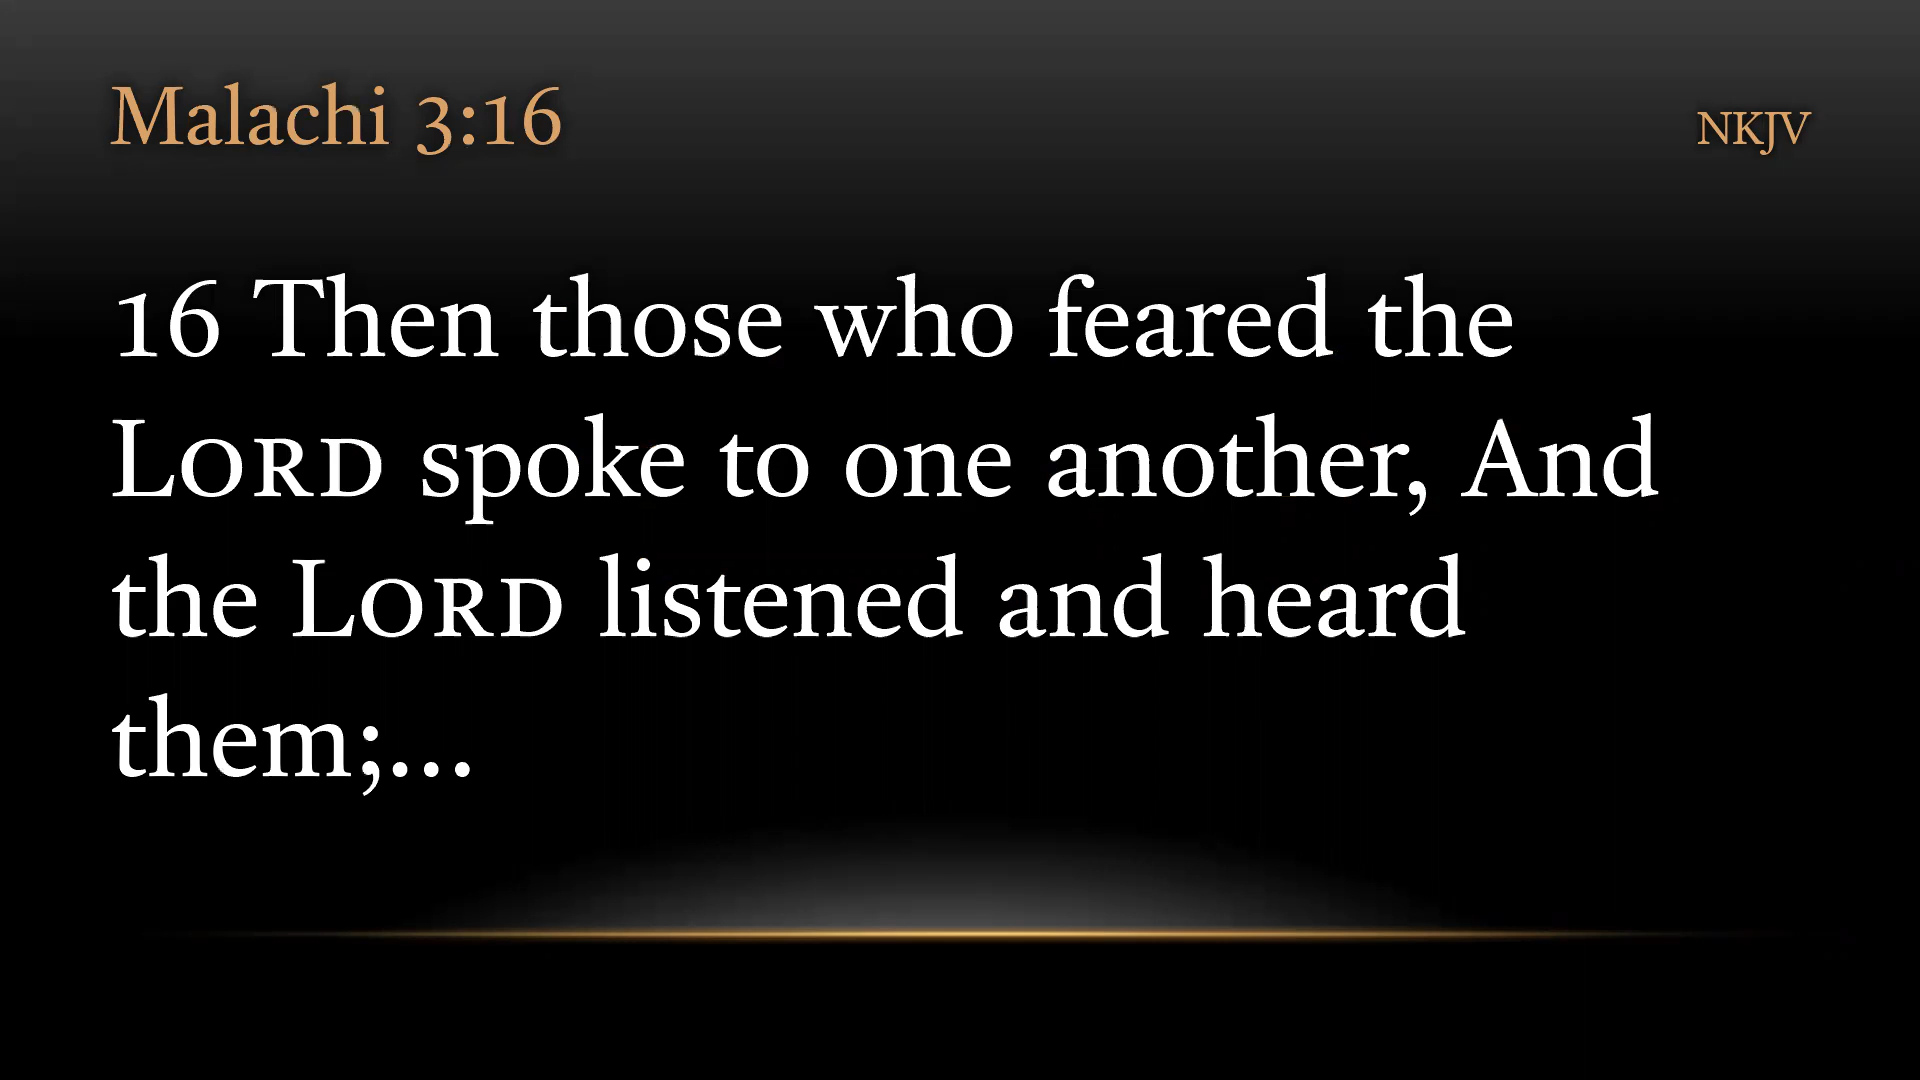 Malachi 3:16
NKJV
16 Then those who feared the
LORD spoke to one another, And
the LORD listened and heard
them;...